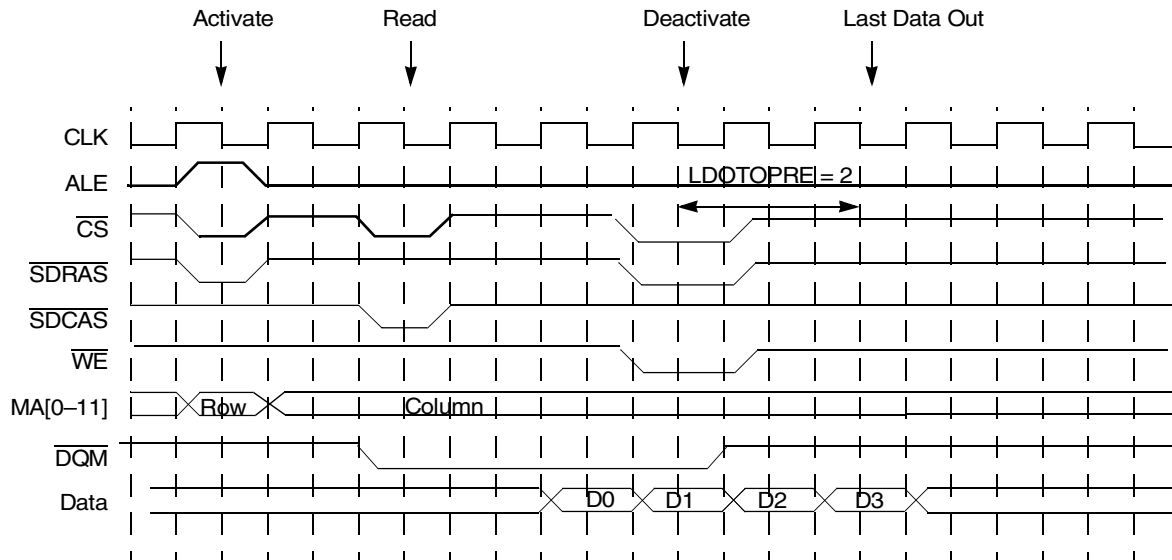 Activate Read Deactivate Last Data Out
CLK
ALE
LDOTOPRE = 2
CS
SDRAS
SDCAS
WE
MA[0–11] Row Column
DQM
Data D0 D1 D2 D3